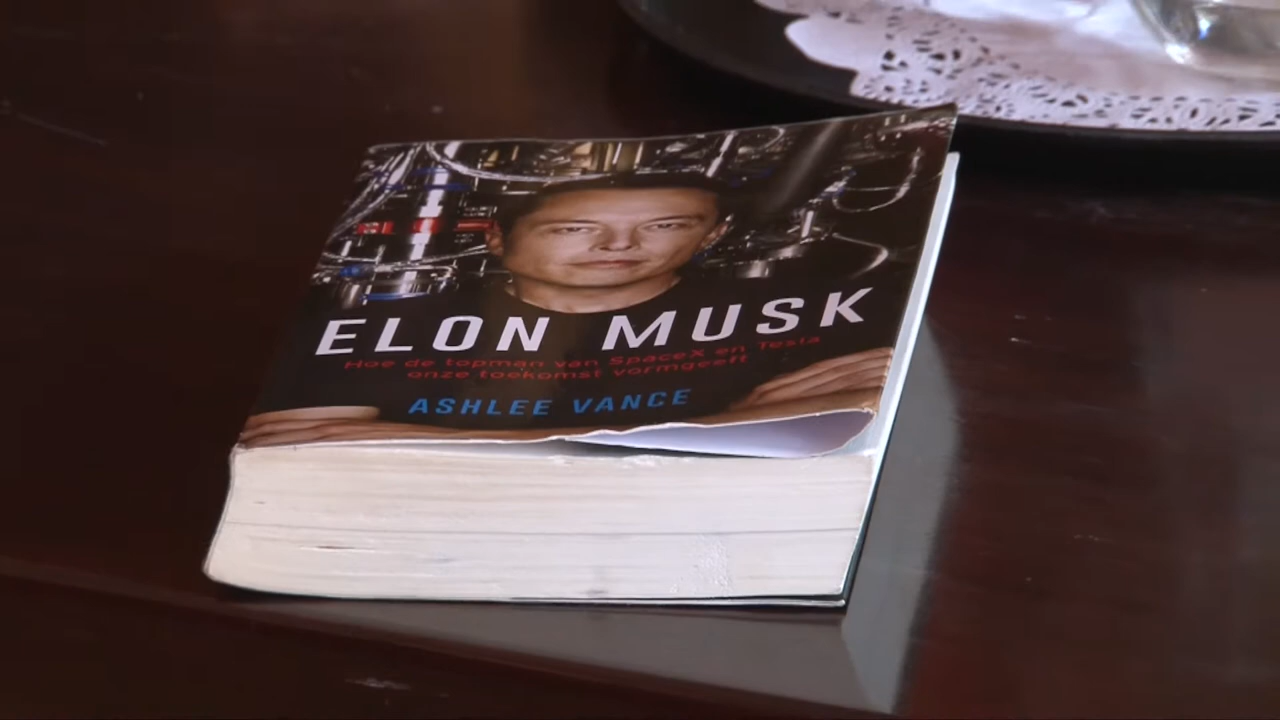 ELON MUSK
Hoe de topman van SpaceX en Tesla
onze toekomst vormgeeft
ASHLEE VANCE